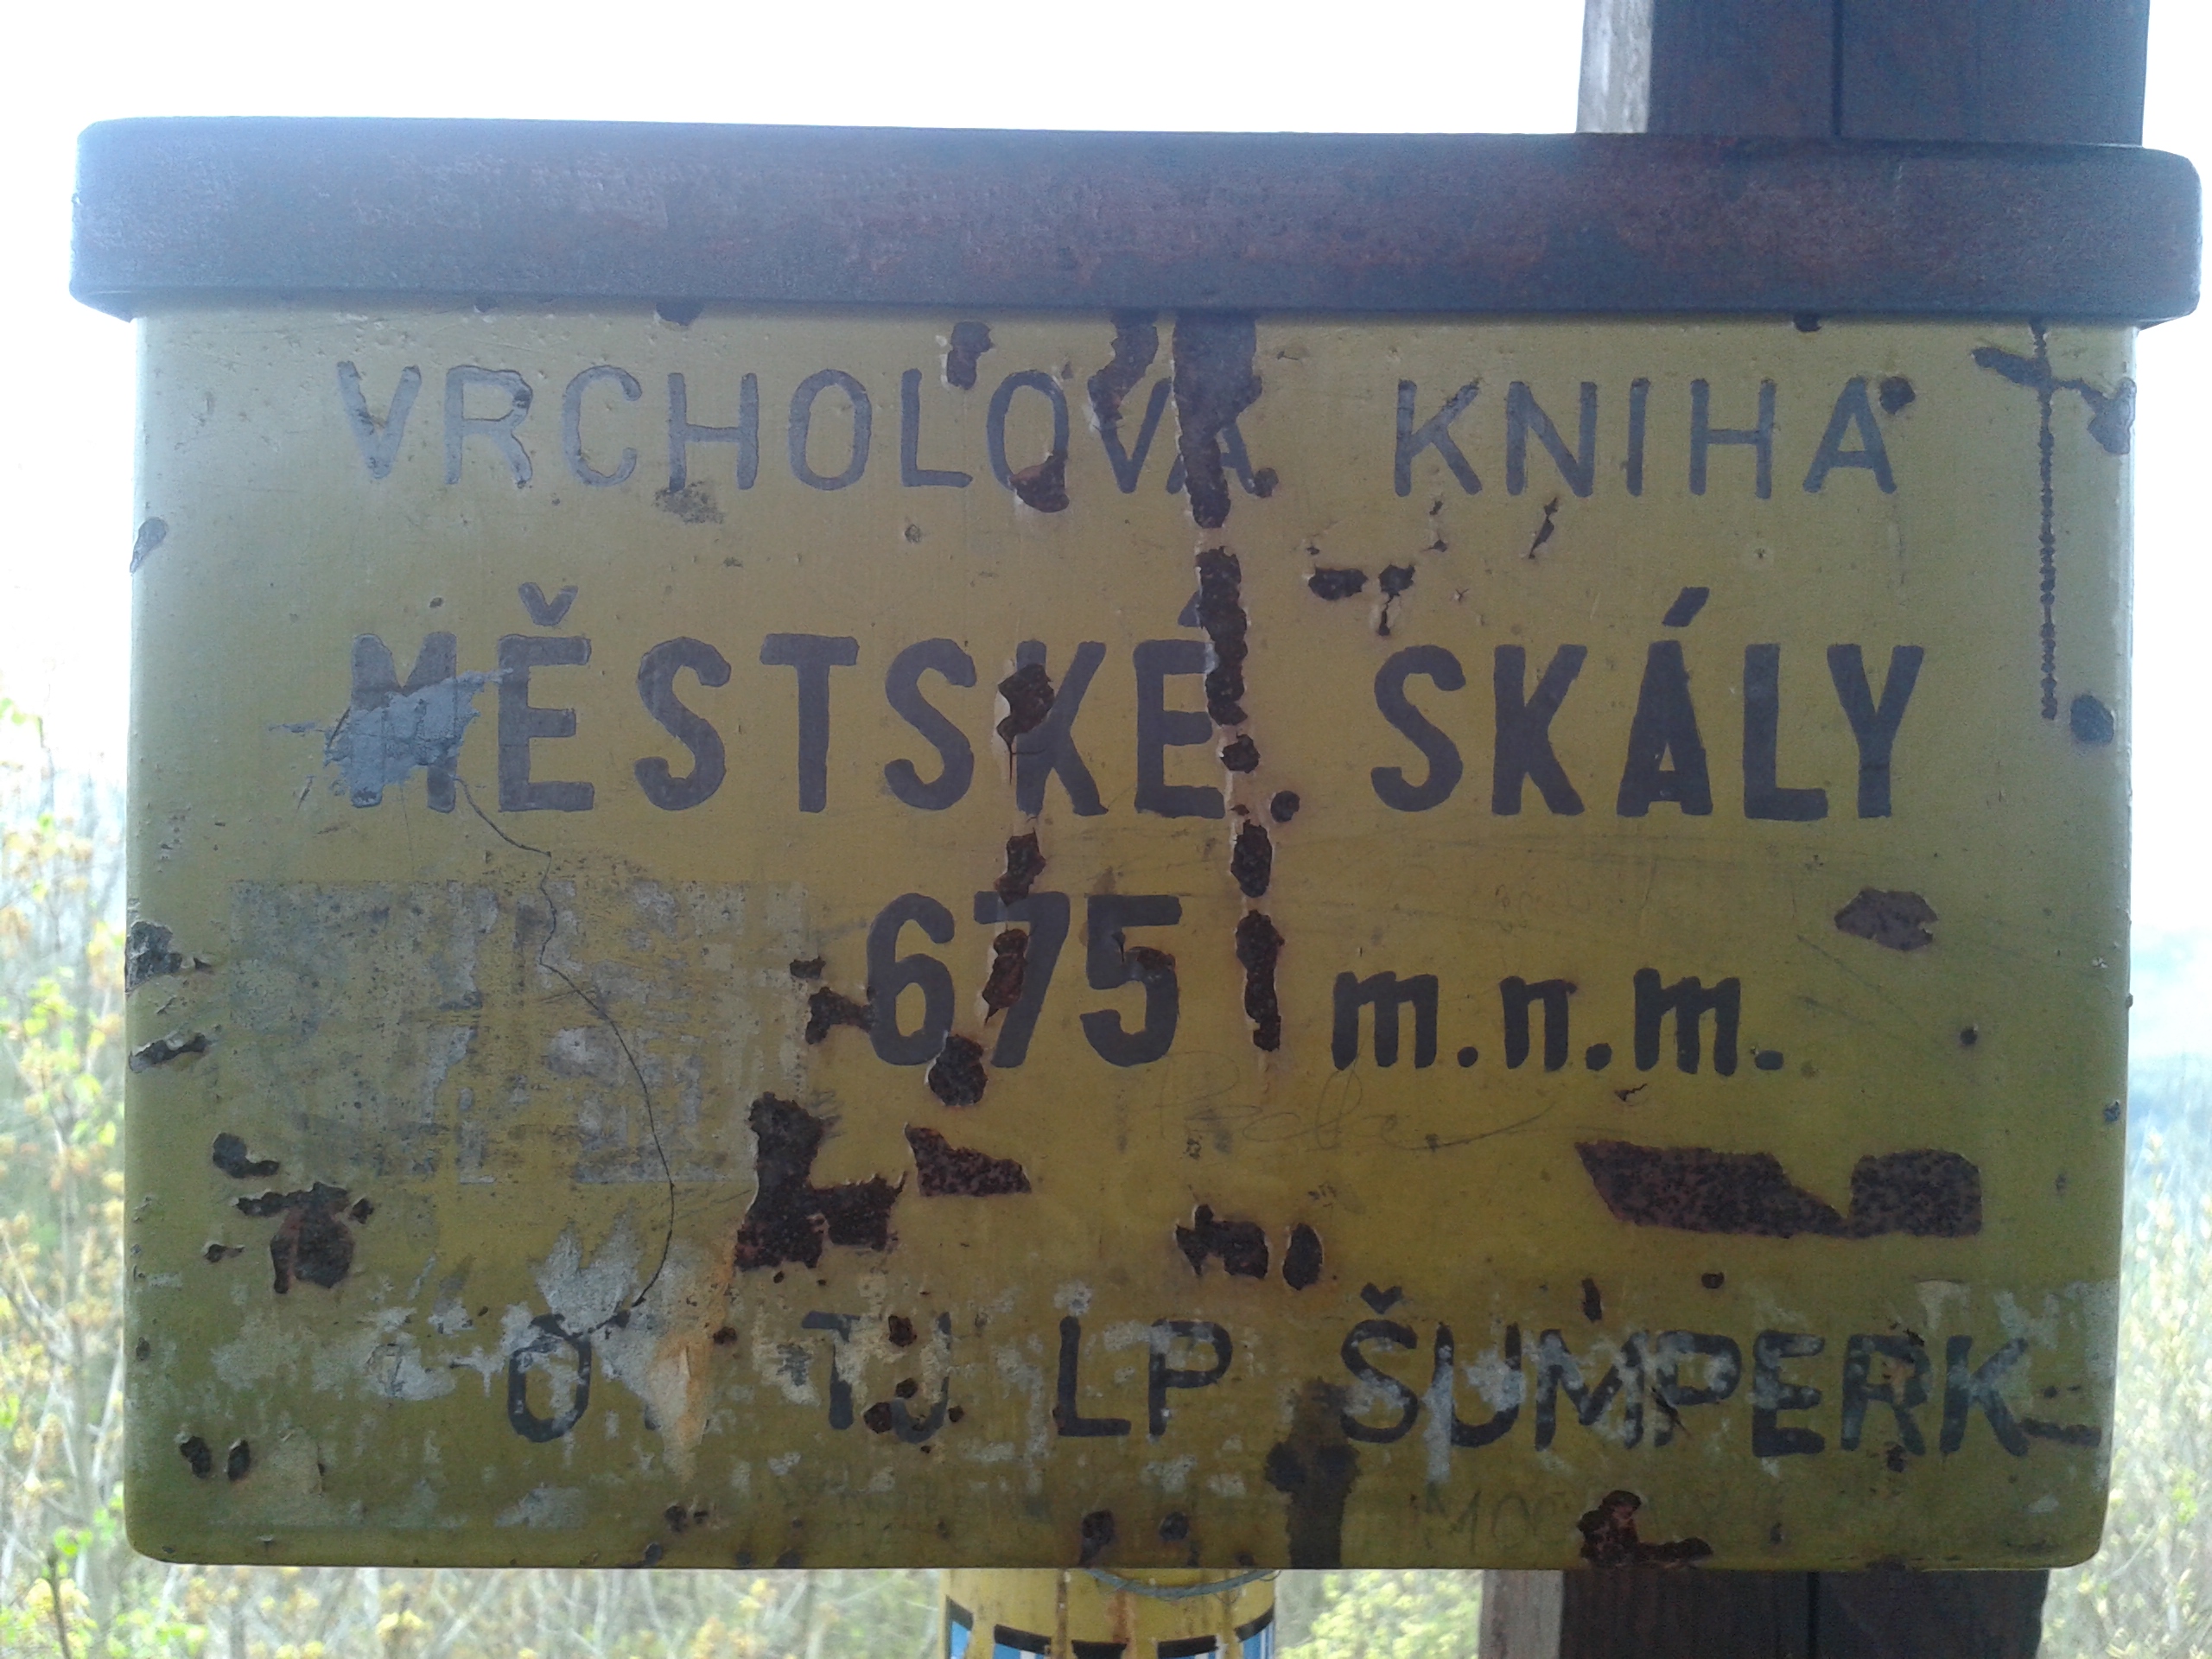 VRCHOLOVÁ KNIHA
MĚSTSKÉ SKÁLY
675 m.n.m.
TJ LP ŠUMPERK